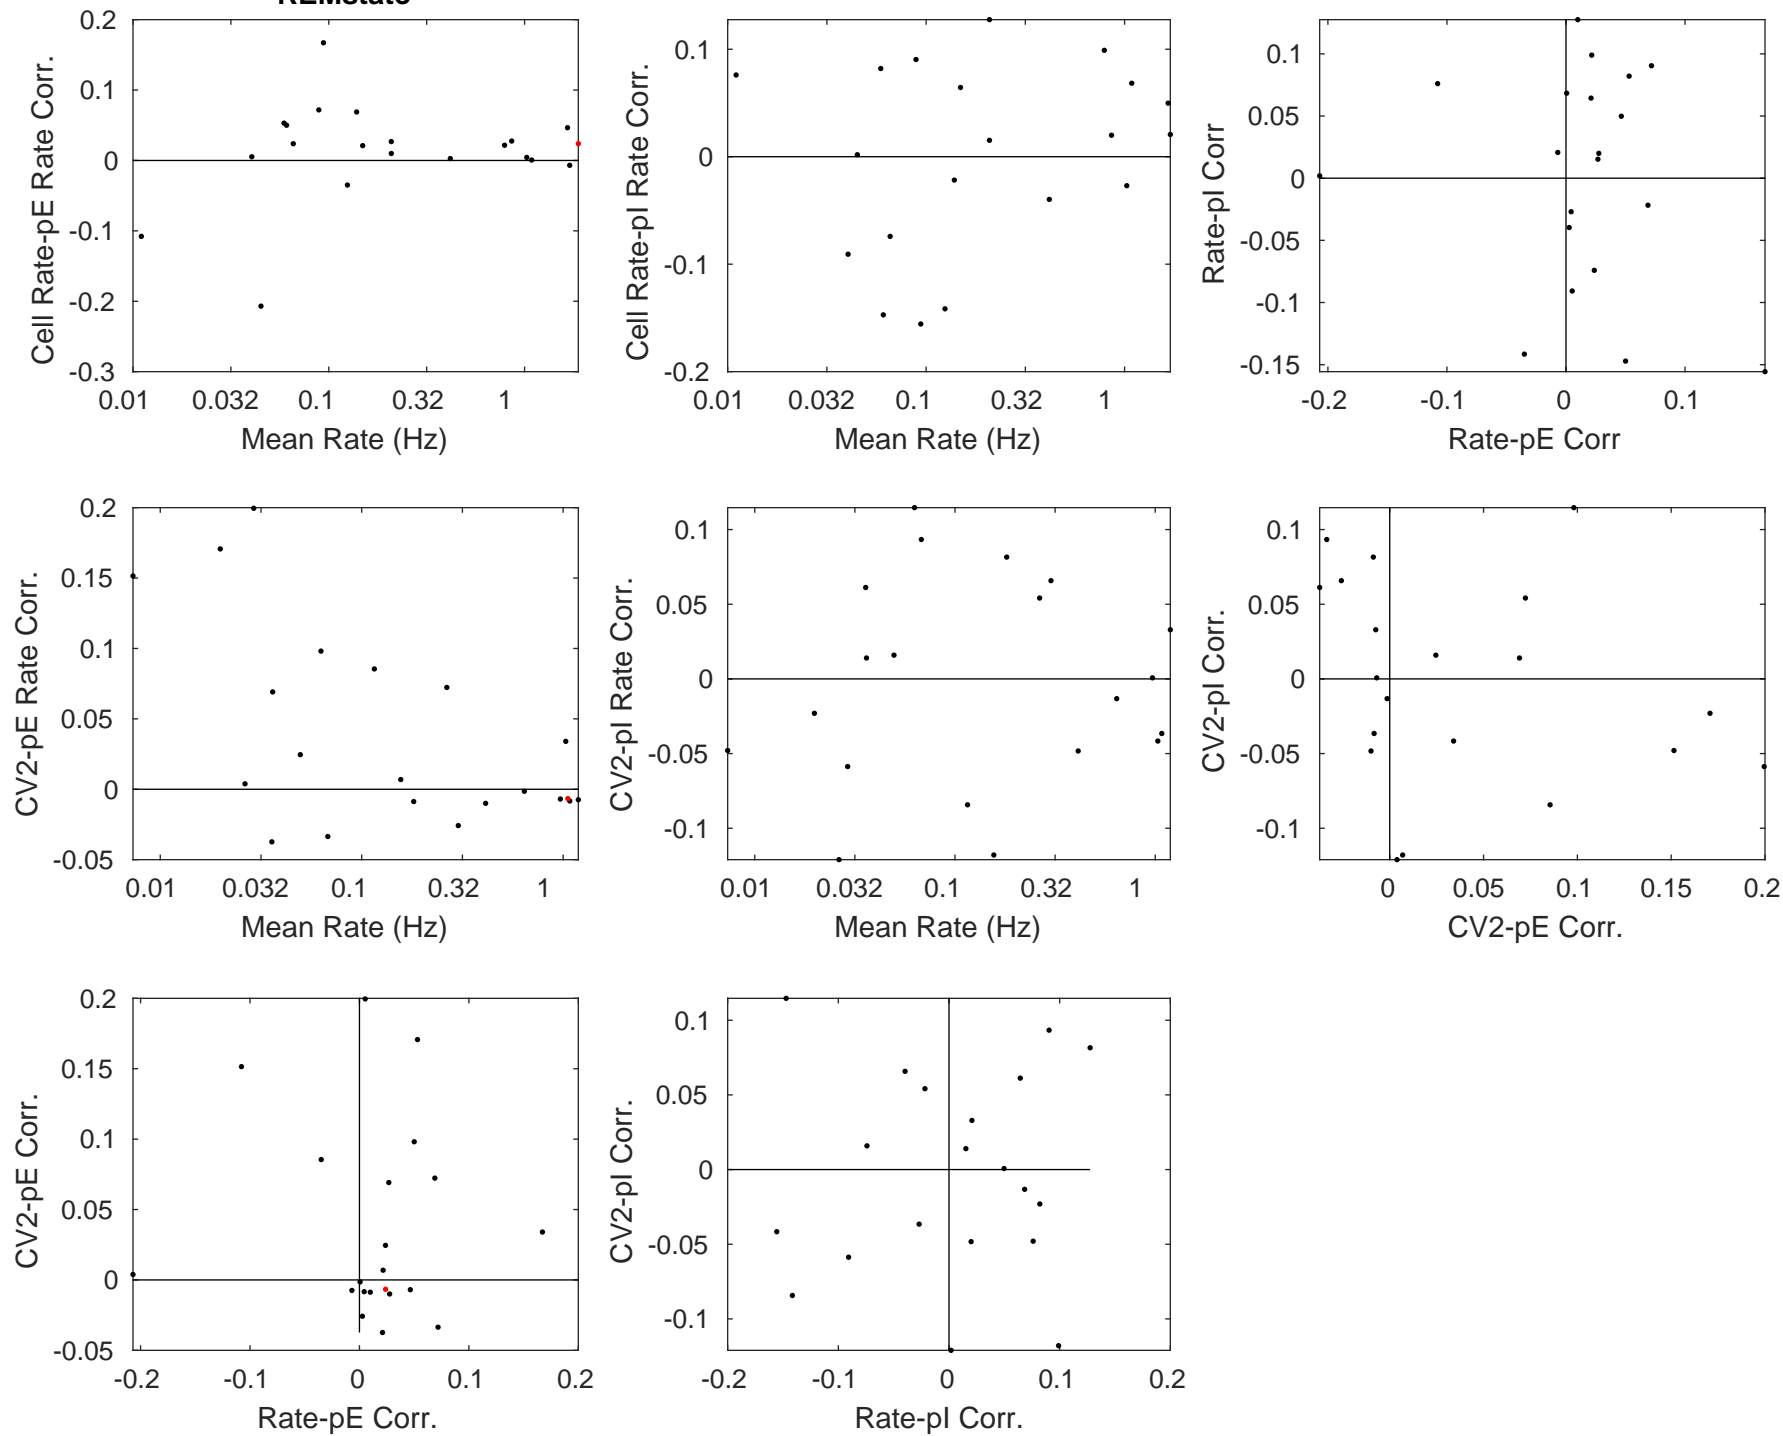 REMstate
0.2
0.1
0
-0.1
-0.2
-0.3
Cell Rate-pE Rate Corr.
0.01 0.032 0.1 0.32 1
Mean Rate (Hz)
0.1
0
-0.1
-0.2
Cell Rate-pI Rate Corr.
0.01 0.032 0.1 0.32 1
Mean Rate (Hz)
0.1
0.05
0
-0.05
-0.1
-0.15
Rate-pI Corr
-0.2 -0.1 0 0.1
Rate-pE Corr
0.2
0.15
0.1
0.05
0
-0.05
CV2-pE Rate Corr.
0.01 0.032 0.1 0.32 1
Mean Rate (Hz)
0.1
0.05
0
-0.05
-0.1
CV2-pI Rate Corr.
0.01 0.032 0.1 0.32 1
Mean Rate (Hz)
0.1
0.05
0
-0.05
-0.1
CV2-pI Corr.
0 0.05 0.1 0.15 0.2
CV2-pE Corr.
0.2
0.15
0.1
0.05
0
-0.05
CV2-pE Corr.
-0.2 -0.1 0 0.1 0.2
Rate-pE Corr.
0.1
0.05
0
-0.05
-0.1
CV2-pI Corr.
-0.2 -0.1 0 0.1 0.2
Rate-pI Corr.